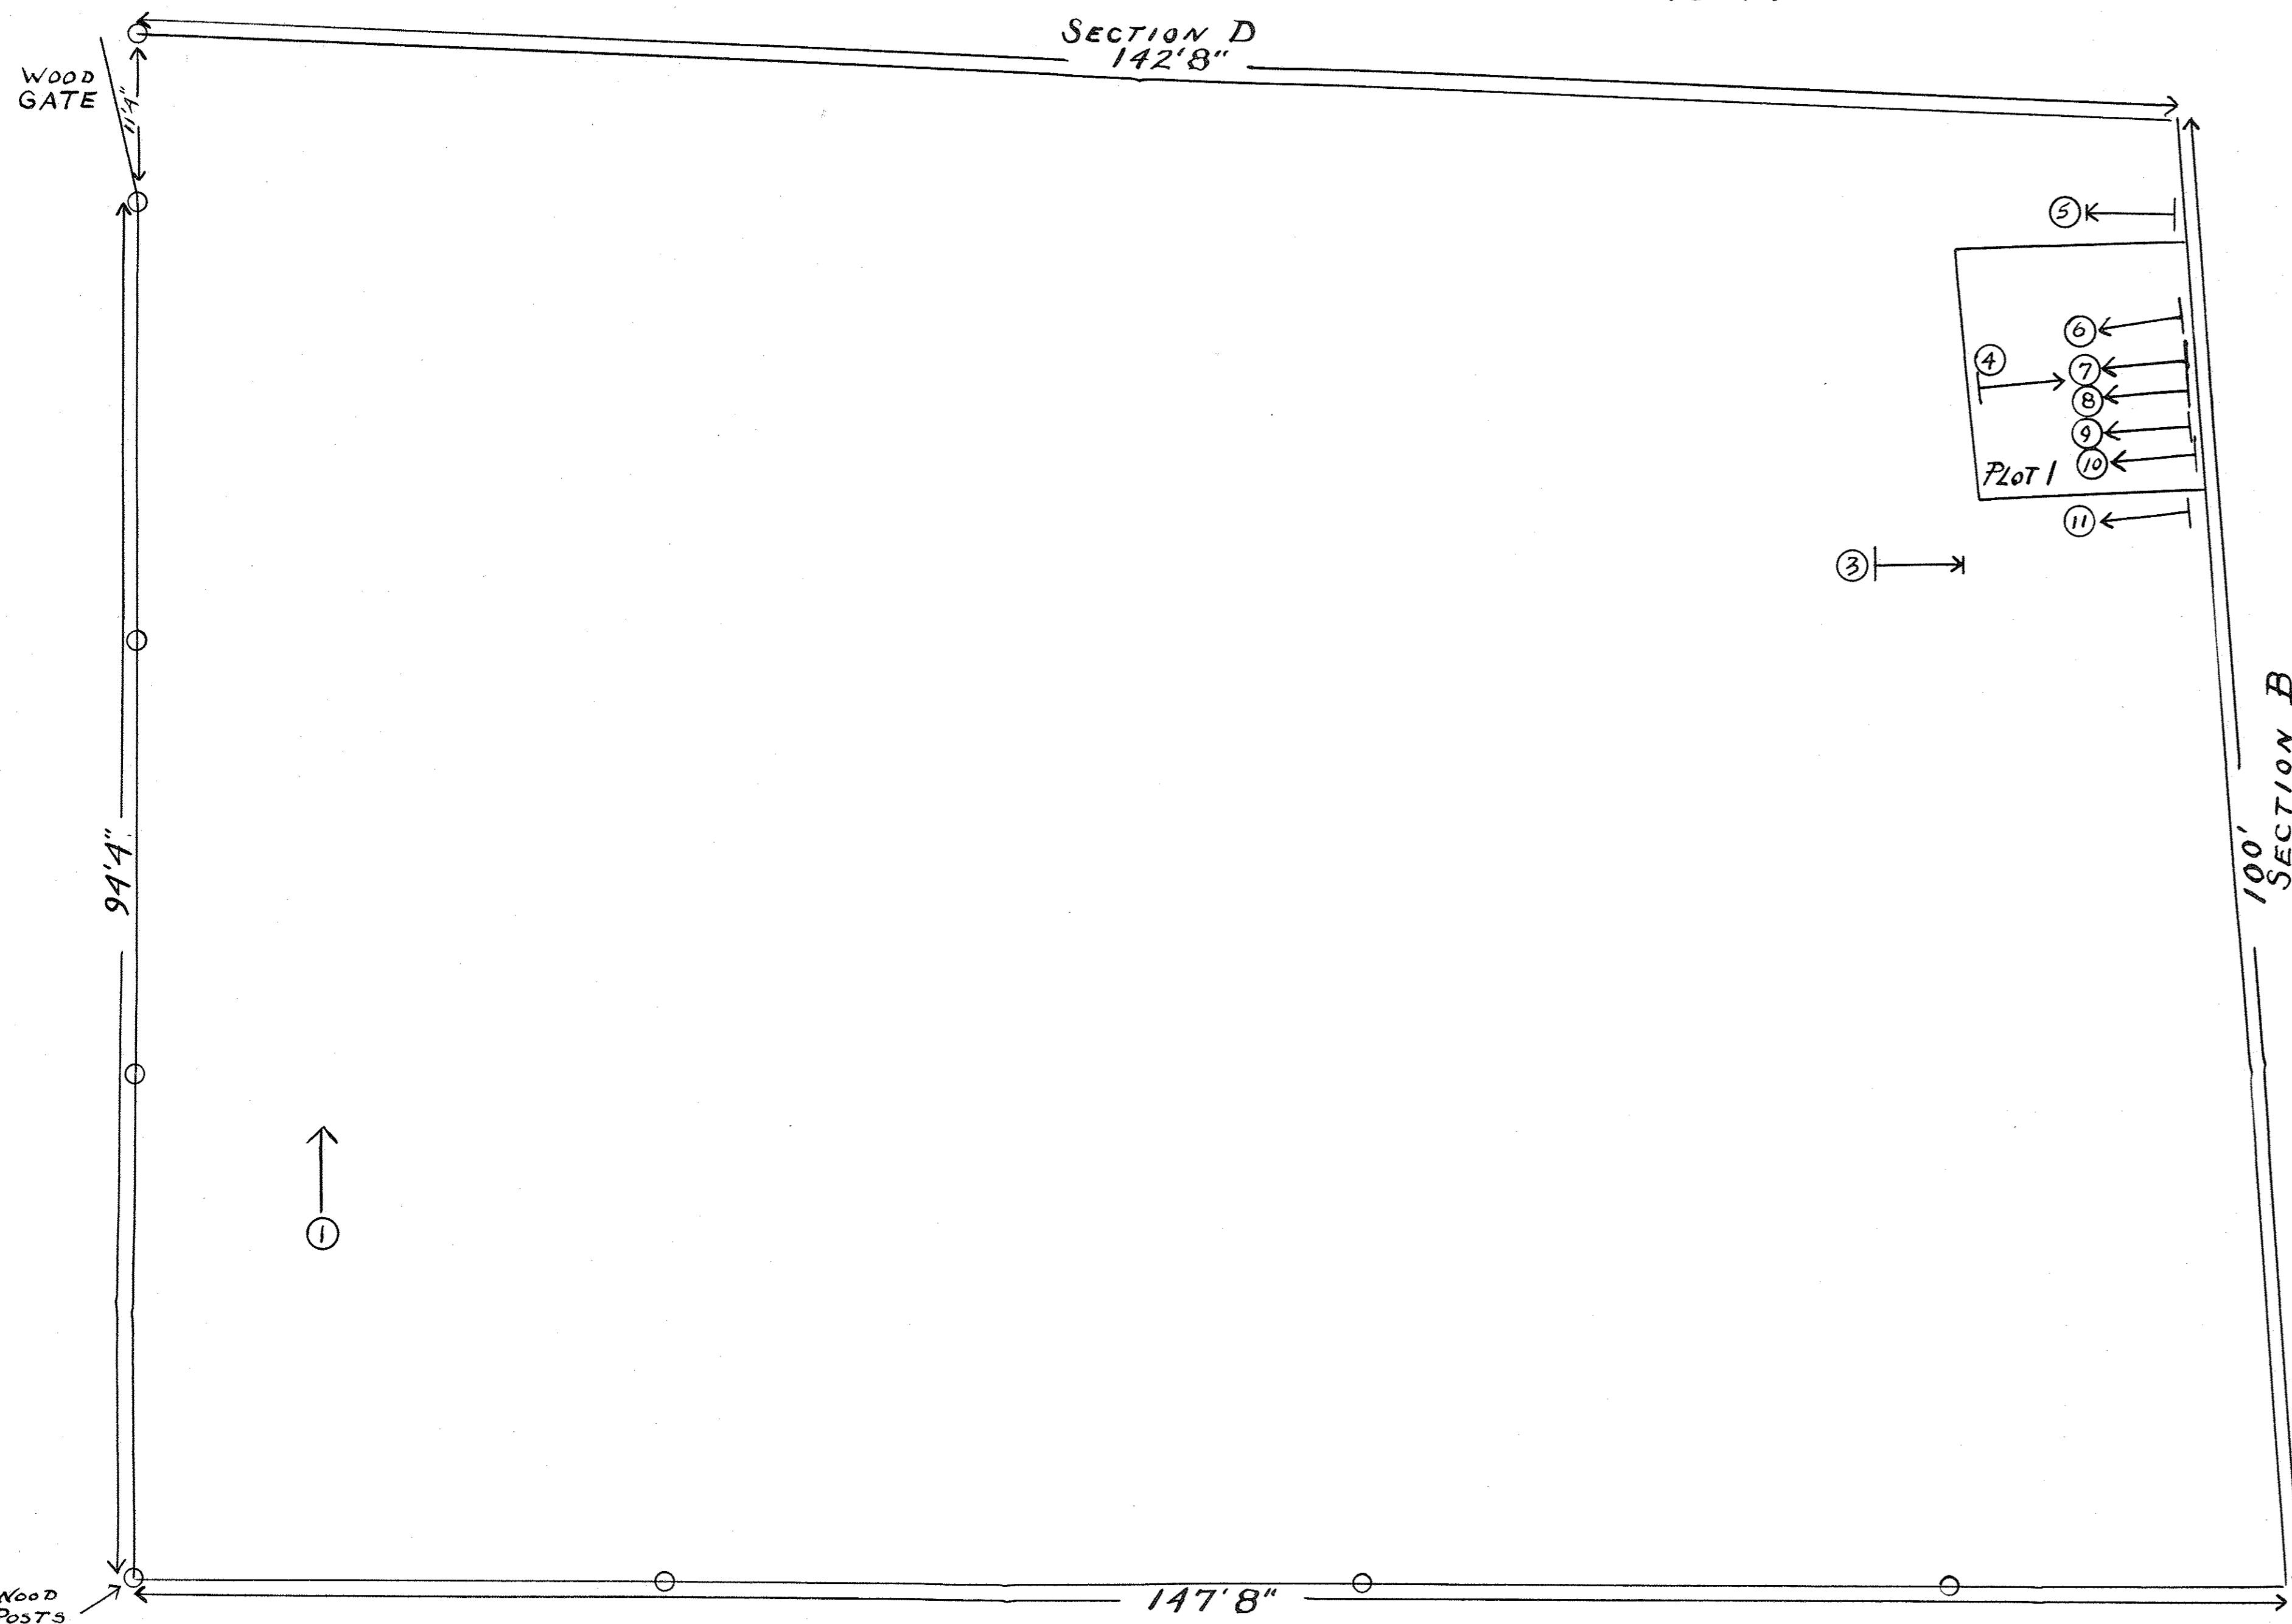 SECTION D
142'8"
WOOD
GATE
11'4"
5
6
4
7
8
9
10
PLOT 1
11
3
94'4"
100'
SECTION B
1
147'8"
WOOD
POSTS